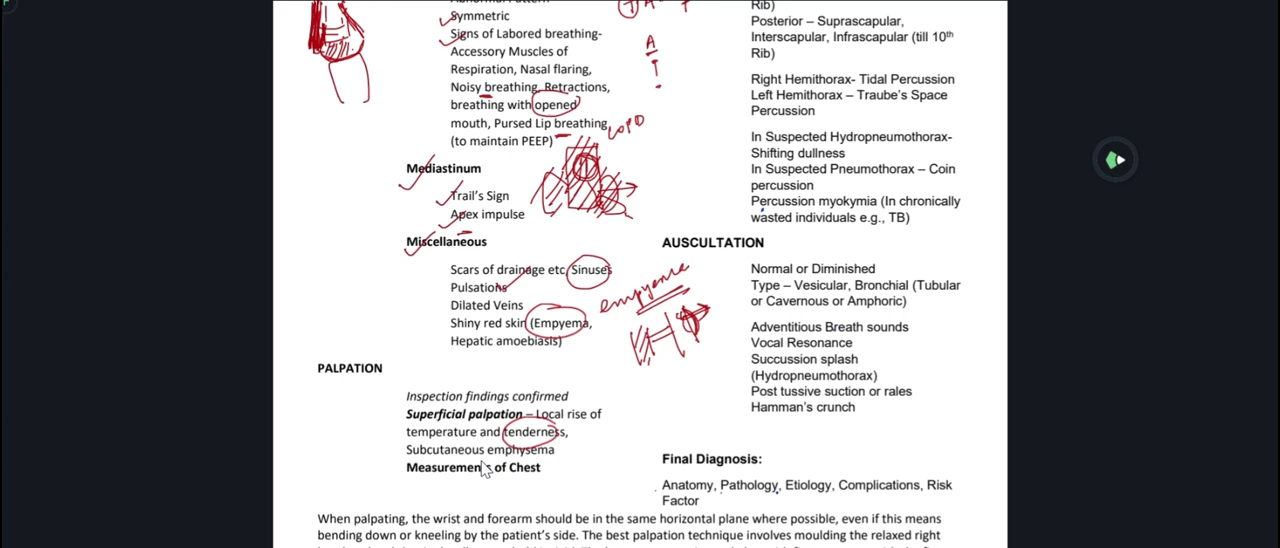 Symmetric
Signs of Labored breathing-
Accessory Muscles of
Respiration, Nasal flaring,
Noisy breathing, Retractions,
breathing with opened
mouth, Pursed Lip breathing
(to maintain PEEP)
COPD
Mediastinum
Trail's Sign
Apex impulse
Miscellaneous
Scars of drainage etc, Sinuses
Pulsations
Dilated Veins
Shiny red skin (Empyema,
Hepatic amoebiasis)
empyema
PALPATION
Inspection findings confirmed
Superficial palpation – Local rise of
temperature and tenderness,
Subcutaneous emphysema
Measurements of Chest
Rib)
Posterior – Suprascapular,
Interscapular, Infrascapular (till 10th
Rib)
Right Hemithorax- Tidal Percussion
Left Hemithorax – Traube's Space
Percussion
In Suspected Hydropneumothorax-
Shifting dullness
In Suspected Pneumothorax – Coin
percussion
Percussion myokymia (In chronically
wasted individuals e.g., TB)
AUSCULTATION
Normal or Diminished
Type – Vesicular, Bronchial (Tubular
or Cavernous or Amphoric)
Adventitious Breath sounds
Vocal Resonance
Succussion splash
(Hydropneumothorax)
Post tussive suction or rales
Hamman's crunch
Final Diagnosis:
Anatomy, Pathology, Etiology, Complications, Risk
Factor
When palpating, the wrist and forearm should be in the same horizontal plane where possible, even if this means
bending down or kneeling by the patient's side. The best palpation technique involves moulding the relaxed right